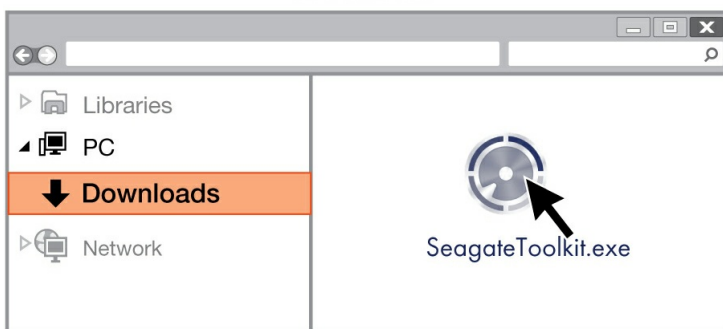 Libraries
PC
Downloads
Network
SeagateToolkit.exe